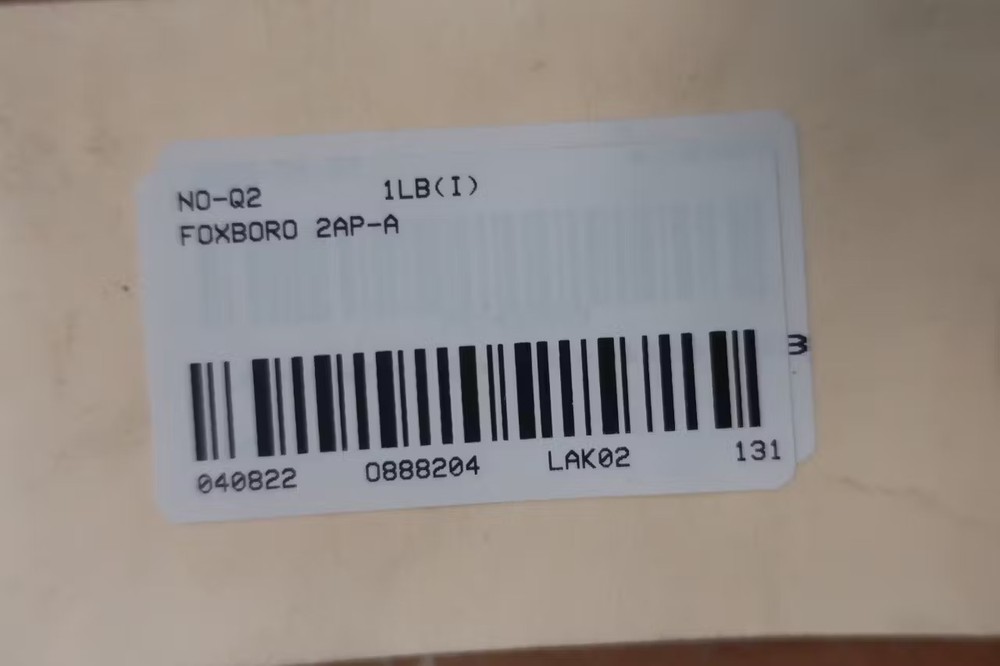 NO-Q2 1LB(I)
FOXBORO 2AP-A
040822 0888204 LAK02 131